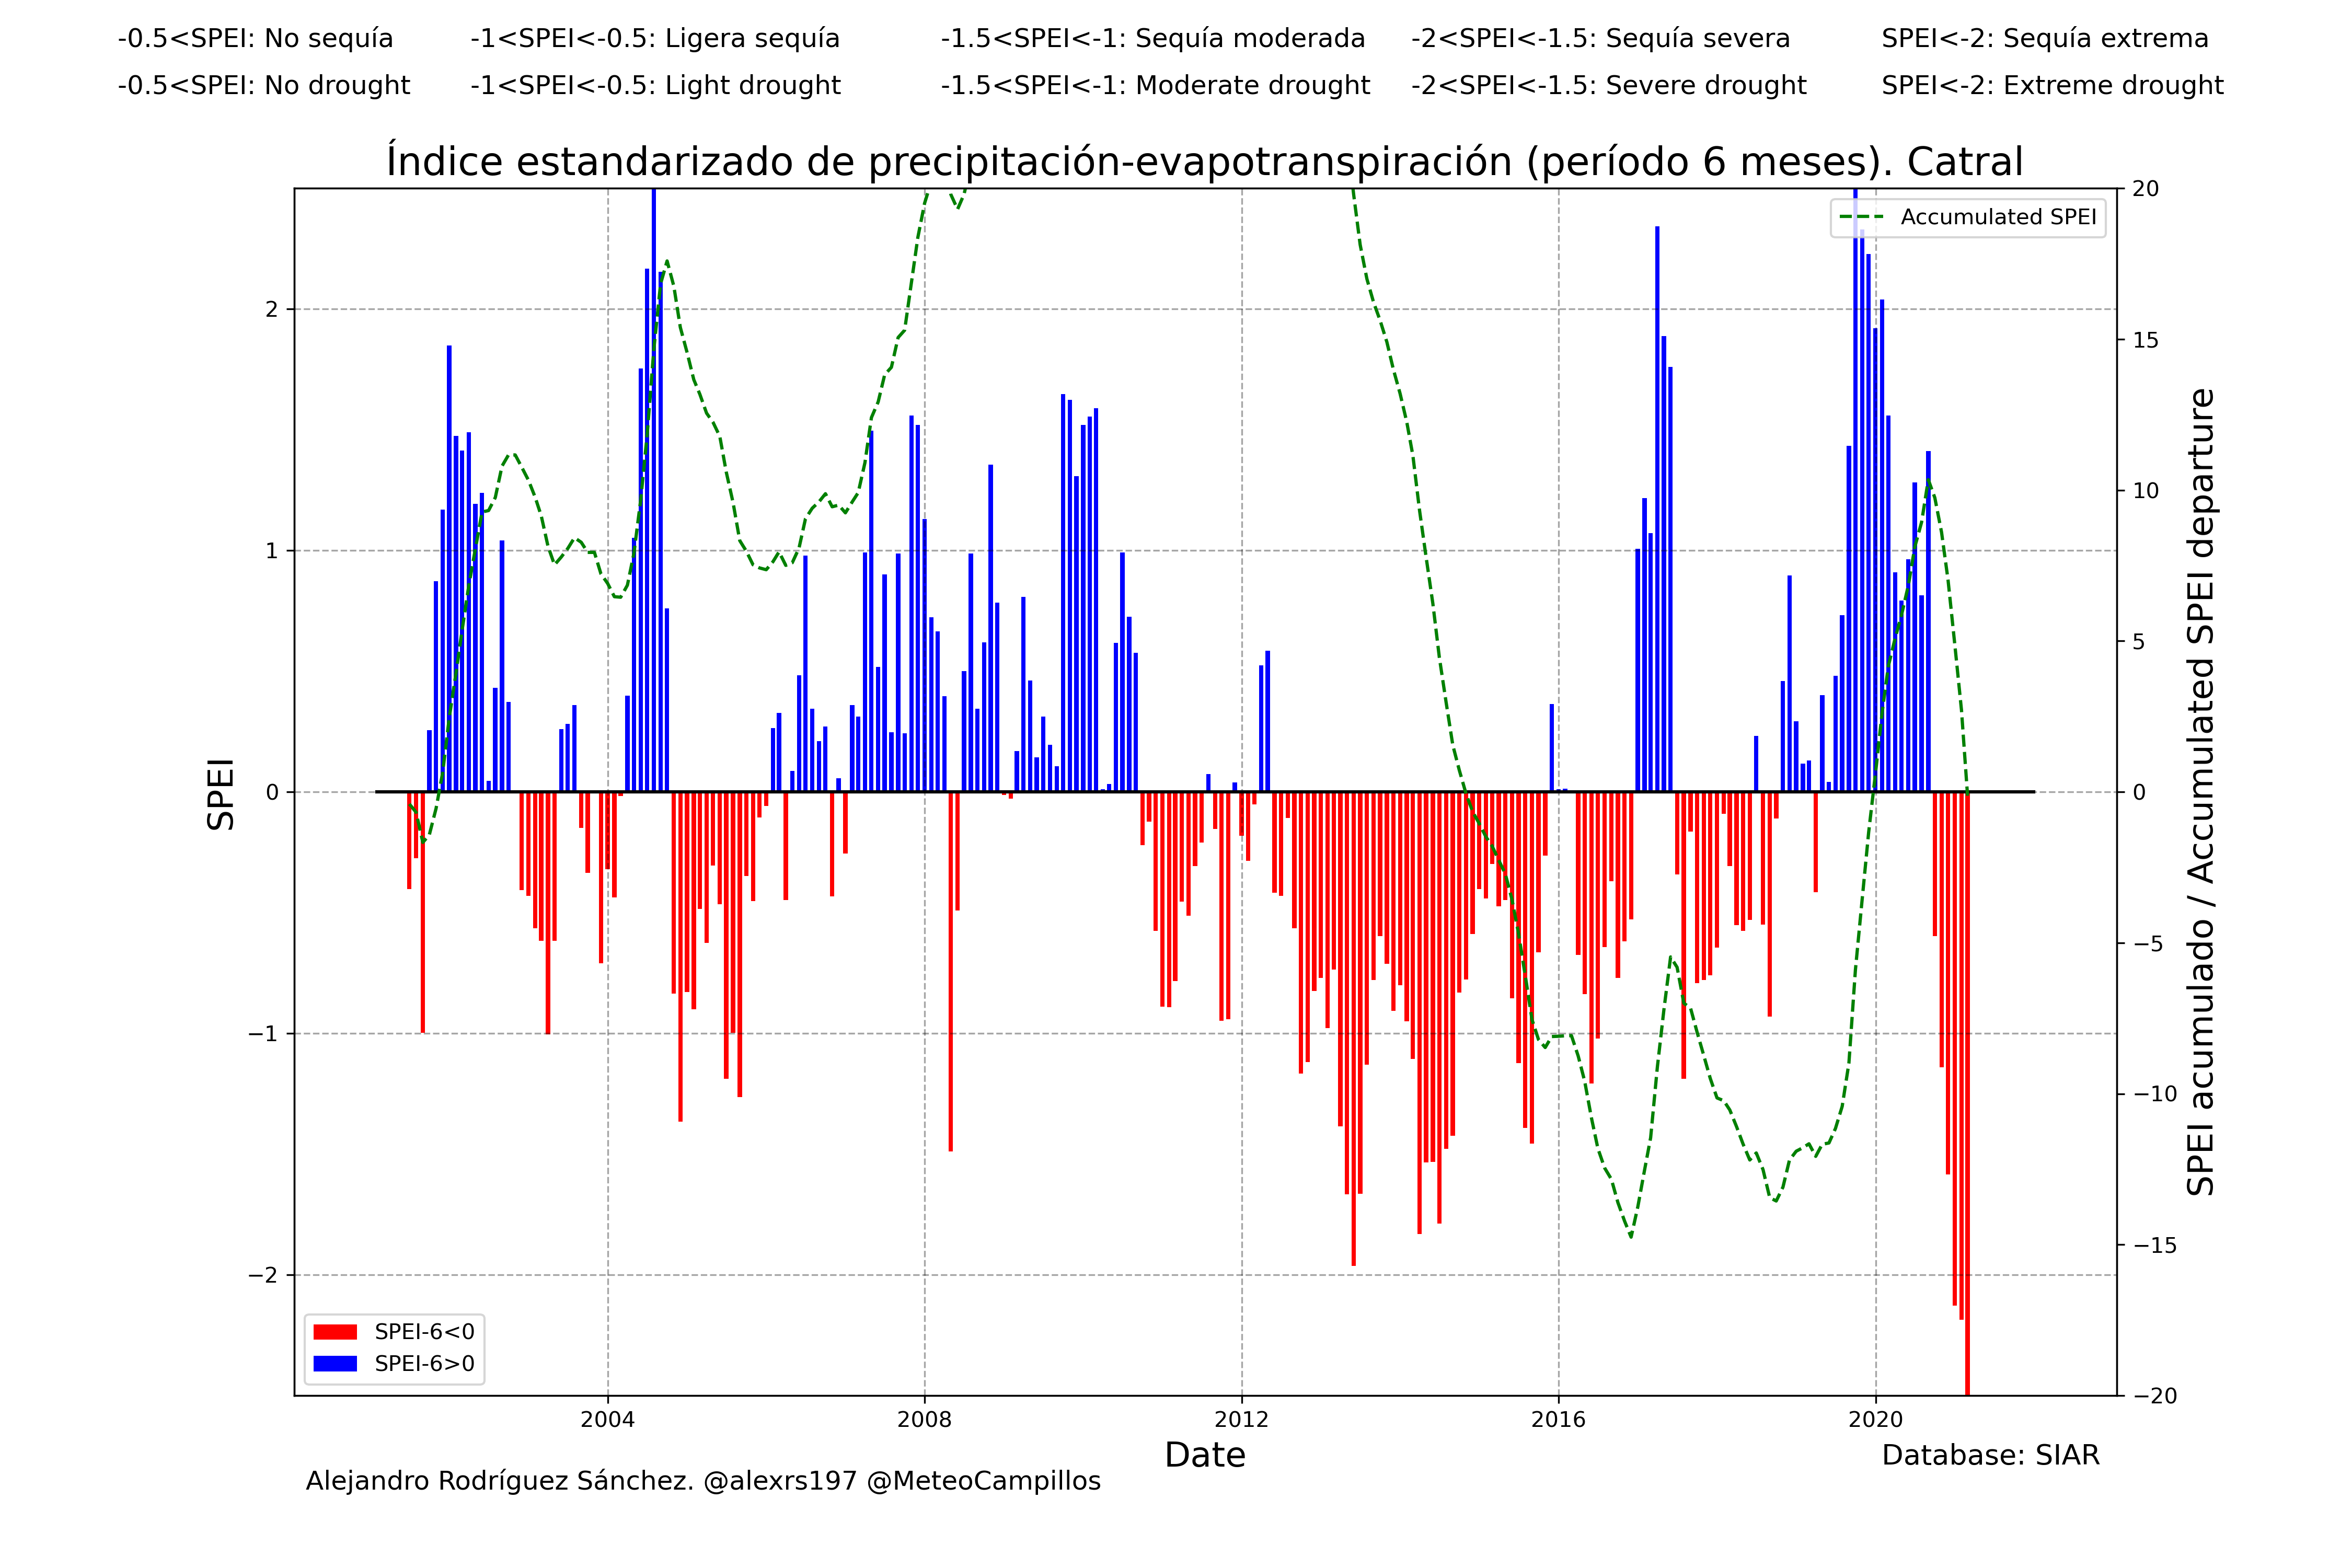 -0.5<SPEI: No sequía -1<SPEI<-0.5: Ligera sequía -1.5<SPEI<-1: Sequía moderada -2<SPEI<-1.5: Sequía severa SPEI<-2: Sequía extrema
-0.5<SPEI: No drought -1<SPEI<-0.5: Light drought -1.5<SPEI<-1: Moderate drought -2<SPEI<-1.5: Severe drought SPEI<-2: Extreme drought
Índice estandarizado de precipitación-evapotranspiración (período 6 meses). Catral
Accumulated SPEI
SPEI
2
1
0
−1
−2
20
15
10
5
0
−5
−10
−15
−20
SPEI acumulado / Accumulated SPEI departure
SPEI-6<0
SPEI-6>0
2004 2008 2012 2016 2020
Date
Database: SIAR
Alejandro Rodríguez Sánchez. @alexrs197 @MeteoCampillos